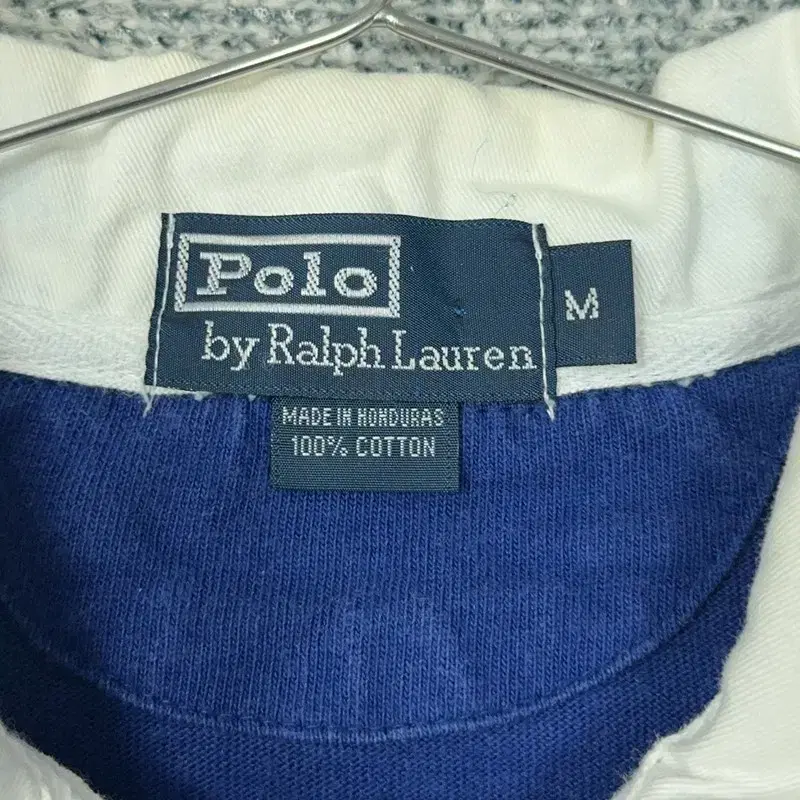 Polo
by Ralph Lauren
M
MADE IN HONDURAS
100% COTTON